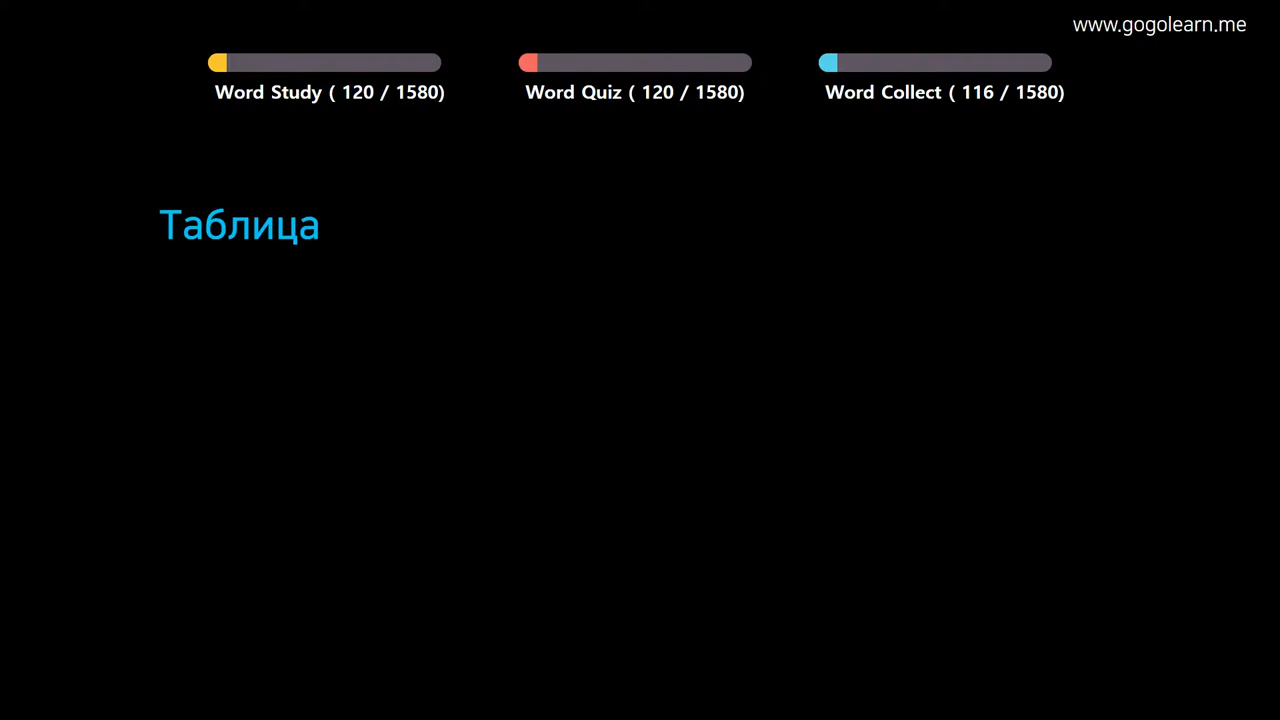 www.gogolearn.me
Word Study ( 120 / 1580)
Word Quiz ( 120 / 1580)
Word Collect ( 116 / 1580)
Таблица